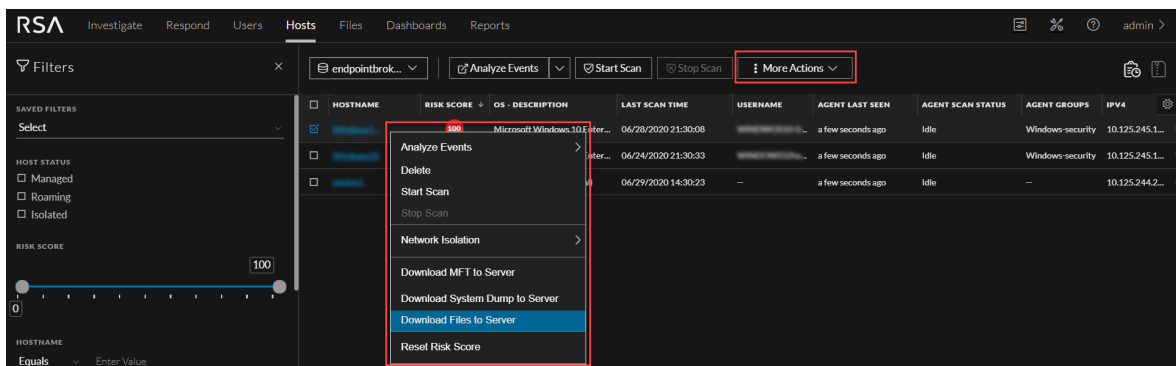 RSA Investigate Respond Users Hosts Files Dashboards Reports admin >
Filters
endpointbrok... Analyze Events Start Scan Stop Scan More Actions
SAVED FILTERS
Select
HOST STATUS
Managed
Roaming
Isolated
RISK SCORE
100
0
HOSTNAME
Equals Enter Value
HOSTNAME RISK SCORE OS - DESCRIPTION LAST SCAN TIME USERNAME AGENT LAST SEEN AGENT SCAN STATUS AGENT GROUPS IPV4
100 Microsoft Windows 10 Enter... 06/28/2020 21:30:08 a few seconds ago Idle Windows-security 10.125.245.1...
Enter... 06/24/2020 21:30:33 a few seconds ago Idle Windows-security 10.125.245.1...
06/29/2020 14:30:23 -- a few seconds ago Idle -- 10.125.244.2...
Analyze Events
Delete
Start Scan
Stop Scan
Network Isolation
Download MFT to Server
Download System Dump to Server
Download Files to Server
Reset Risk Score